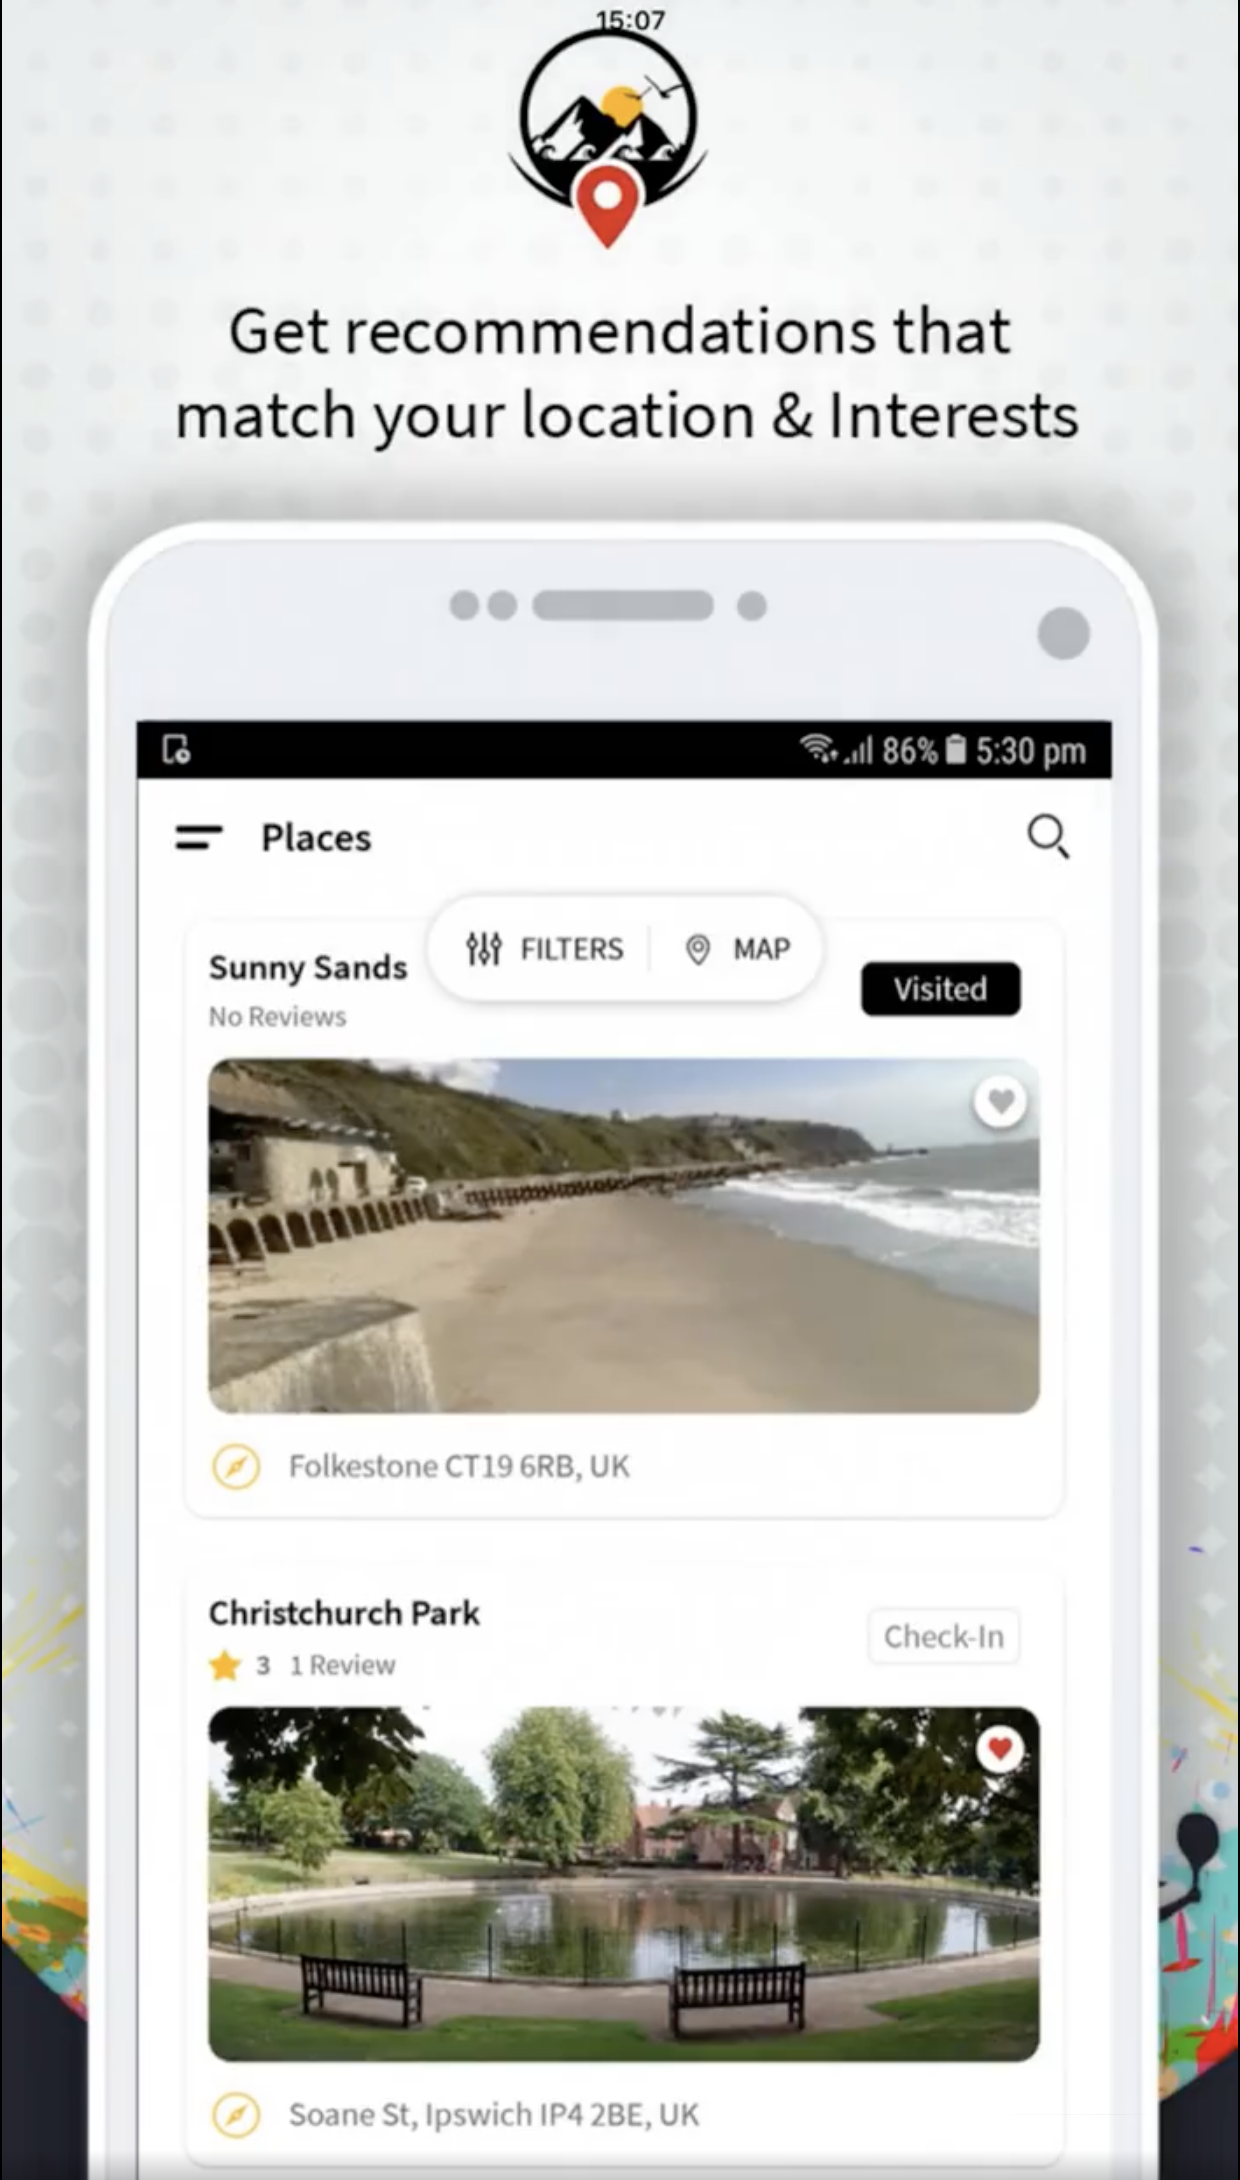 15:07
Get recommendations that
match your location & Interests
86% 5:30 pm
Places
FILTERS MAP
Sunny Sands
Visited
No Reviews
Folkestone CT19 6RB, UK
Christchurch Park
Check-In
3 1 Review
Soane St, Ipswich IP4 2BE, UK